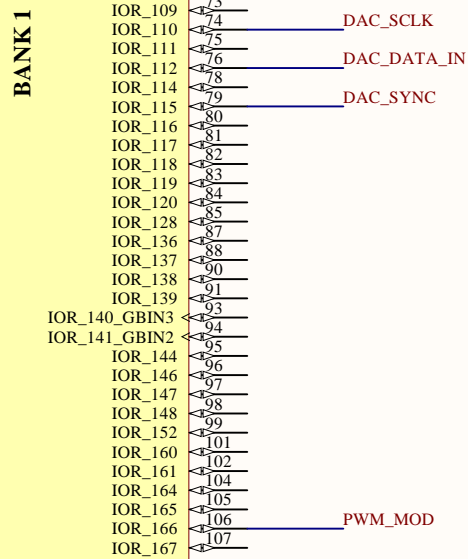 BANK 1
IOR_109 73
IOR_110 74 DAC_SCLK
IOR_111 75
IOR_112 76 DAC_DATA_IN
IOR_114 78
IOR_115 79 DAC_SYNC
IOR_116 80
IOR_117 81
IOR_118 82
IOR_119 83
IOR_120 84
IOR_128 85
IOR_136 87
IOR_137 88
IOR_138 90
IOR_139 91
IOR_140_GBIN3 93
IOR_141_GBIN2 94
IOR_144 95
IOR_146 96
IOR_147 97
IOR_148 98
IOR_152 99
IOR_160 101
IOR_161 102
IOR_164 104
IOR_165 105
IOR_166 106 PWM_MOD
IOR_167 107